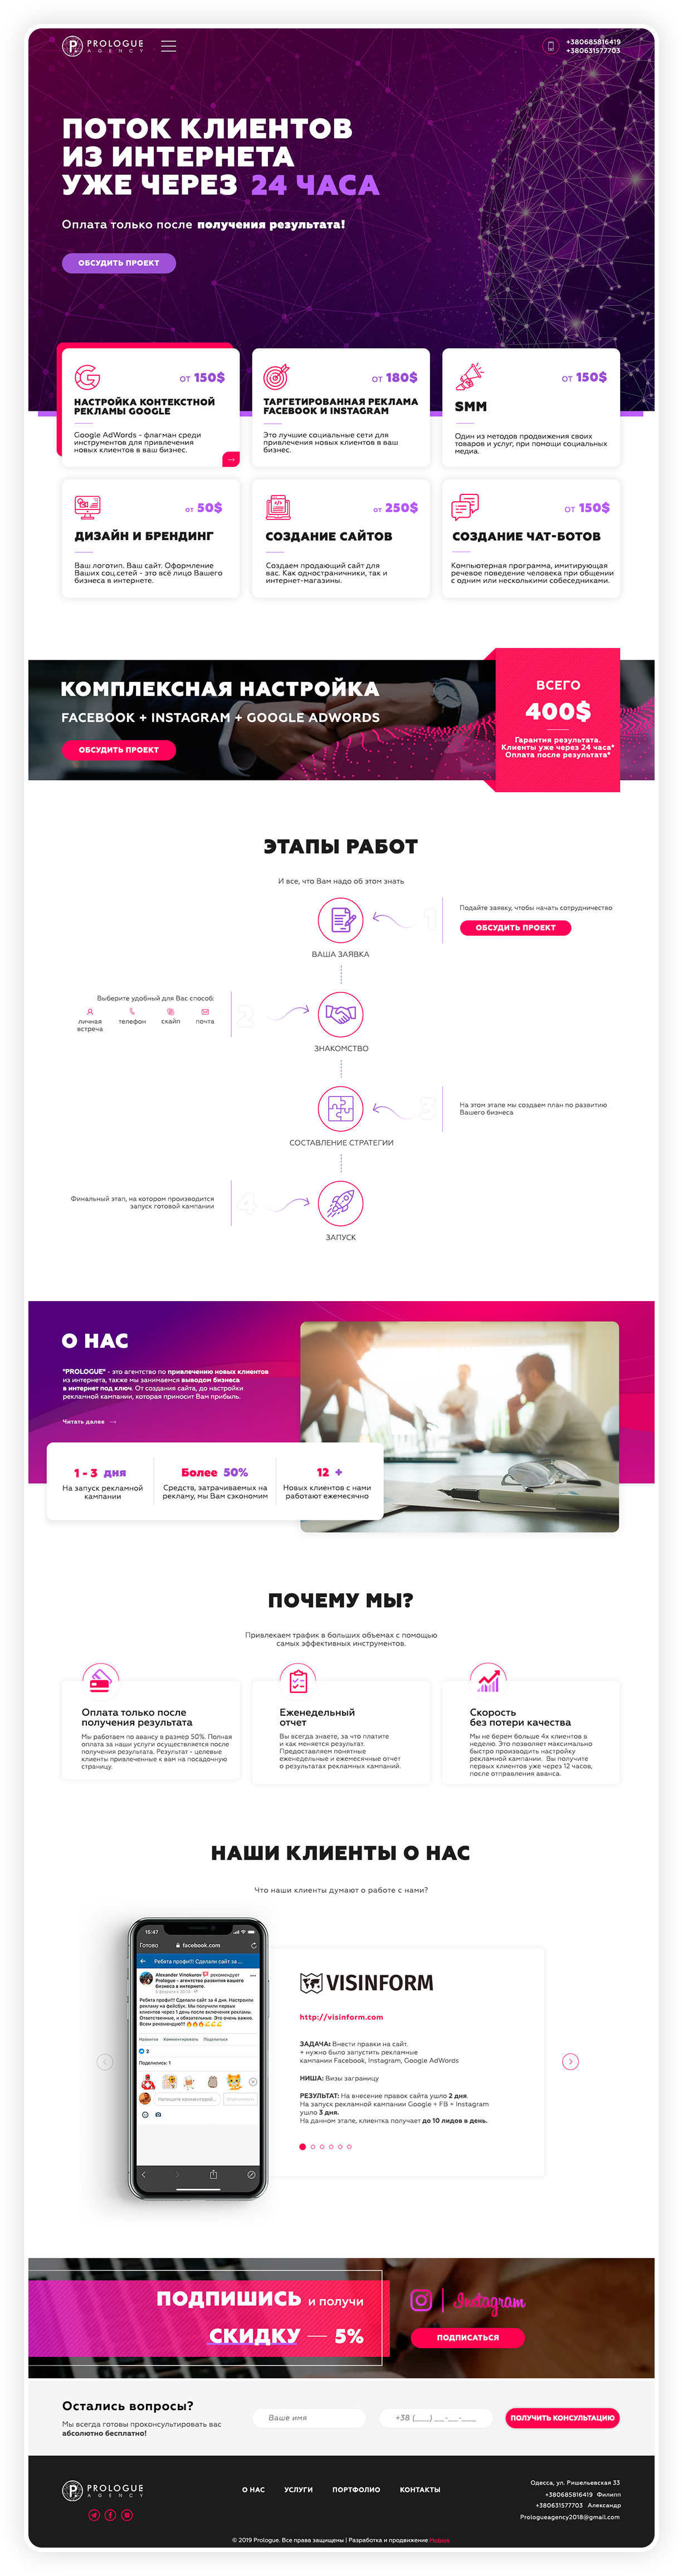 PROLOGUE
AGENCY
+380685816419
+380631577703
ПОТОК КЛИЕНТОВ
ИЗ ИНТЕРНЕТА
УЖЕ ЧЕРЕЗ 24 ЧАСА
Оплата только после получения результата!
ОБСУДИТЬ ПРОЕКТ
от 150$
НАСТРОЙКА КОНТЕКСТНОЙ
РЕКЛАМЫ GOOGLE
Google AdWords - флагман среди
инструментов для привлечения
новых клиентов в ваш бизнес.
от 180$
ТАРГЕТИРОВАННАЯ РЕКЛАМА
FACEBOOK И INSTAGRAM
Это лучшие социальные сети для
привлечения новых клиентов в ваш
бизнес.
от 150$
SMM
Один из методов продвижения своих
товаров и услуг, при помощи социальных
медиа.
от 50$
ДИЗАЙН И БРЕНДИНГ
Ваш логотип. Ваш сайт. Оформление
Ваших соц.сетей - это всё лицо Вашего
бизнеса в интернете.
от 250$
СОЗДАНИЕ САЙТОВ
Создаем продающий сайт для
вас. Как одностраничники, так и
интернет-магазины.
от 150$
СОЗДАНИЕ ЧАТ-БОТОВ
Компьютерная программа, имитирующая
речевое поведение человека при общении
с одним или несколькими собеседниками.
КОМПЛЕКСНАЯ НАСТРОЙКА
FACEBOOK + INSTAGRAM + GOOGLE ADWORDS
ОБСУДИТЬ ПРОЕКТ
ВСЕГО
400$
Гарантия результата.
Клиенты уже через 24 часа*
Оплата после результата*
ЭТАПЫ РАБОТ
И все, что Вам надо об этом знать
1
Подайте заявку, чтобы начать сотрудничество
ОБСУДИТЬ ПРОЕКТ
ВАША ЗАЯВКА
Выберите удобный для Вас способ:
личная
встреча
телефон
скайп
почта
2
ЗНАКОМСТВО
3
На этом этапе мы создаем план по развитию
Вашего бизнеса
СОСТАВЛЕНИЕ СТРАТЕГИИ
Финальный этап, на котором производится
запуск готовой кампании
4
ЗАПУСК
О НАС
"PROLOGUE" - это агентство по привлечению новых клиентов
из интернета, также мы занимаемся выводом бизнеса
в интернет под ключ. От создания сайта, до настройки
рекламной кампании, которая приносит Вам прибыль.
Читать далее
1 - 3 дня
На запуск рекламной
кампании
Более 50%
Средств, затрачиваемых на
рекламу, мы Вам сэкономим
12 +
Новых клиентов с нами
работают ежемесячно
ПОЧЕМУ МЫ?
Привлекаем трафик в больших объемах с помощью
самых эффективных инструментов.
Оплата только после
получения результата
Мы работаем по авансу в размер 50%. Полная
оплата за наши услуги осуществляется после
получения результата. Результат - целевые
клиенты привлеченные к вам на посадочную
страницу.
Еженедельный
отчет
Вы всегда знаете, за что платите
и как меняется результат.
Предоставляем понятные
еженедельные и ежемесячные отчет
о результатах рекламных кампаний.
Скорость
без потери качества
Мы не берем больше 4х клиентов в
неделю. Это позволяет максимально
быстро производить настройку
рекламной кампании. Вы получите
первых клиентов уже через 12 часов,
после отправления аванса.
НАШИ КЛИЕНТЫ О НАС
Что наши клиенты думают о работе с нами?
15:47
Готово
facebook.com
Ребята профи!!! Сделали сайт за ...
Alexander Vinokurov рекомендует
Prologue - агентство развития вашего
бизнеса в интернете.
Ребята профи!!! Сделали сайт за 4 дня. Настроили
рекламу на фейсбук. Мы получили первых
клиентов через 1 день после включения рекламы.
Ответственные, и обязательные. Это очень важно.
Всем рекомендую!!!
2
Нравится Комментировать Поделиться
Поделились: 1
Напишите комментарий...
VISINFORM
http://visinform.com
ЗАДАЧА: Внести правки на сайт.
+ нужно было запустить рекламные
кампании Facebook, Instagram, Google AdWords
НИША: Визы заграницу
РЕЗУЛЬТАТ: На внесение правок сайта ушло 2 дня.
На запуск рекламной кампании Google + FB + Instagram
ушло 3 дня.
На данном этапе, клиентка получает до 10 лидов в день.
ПОДПИШИСЬ и получи
СКИДКУ — 5%
Instagram
ПОДПИСАТЬСЯ
Остались вопросы?
Мы всегда готовы проконсультировать вас
абсолютно бесплатно!
Ваше имя
+38 (___) __-__-___
ПОЛУЧИТЬ КОНСУЛЬТАЦИЮ
PROLOGUE
AGENCY
О НАС
УСЛУГИ
ПОРТФОЛИО
КОНТАКТЫ
Одесса, ул. Ришельевская 33
+380685816419 Филипп
+380631577703 Александр
Prologueagency2018@gmail.com
© 2019 Prologue. Все права защищены | Разработка и продвижение Mobios